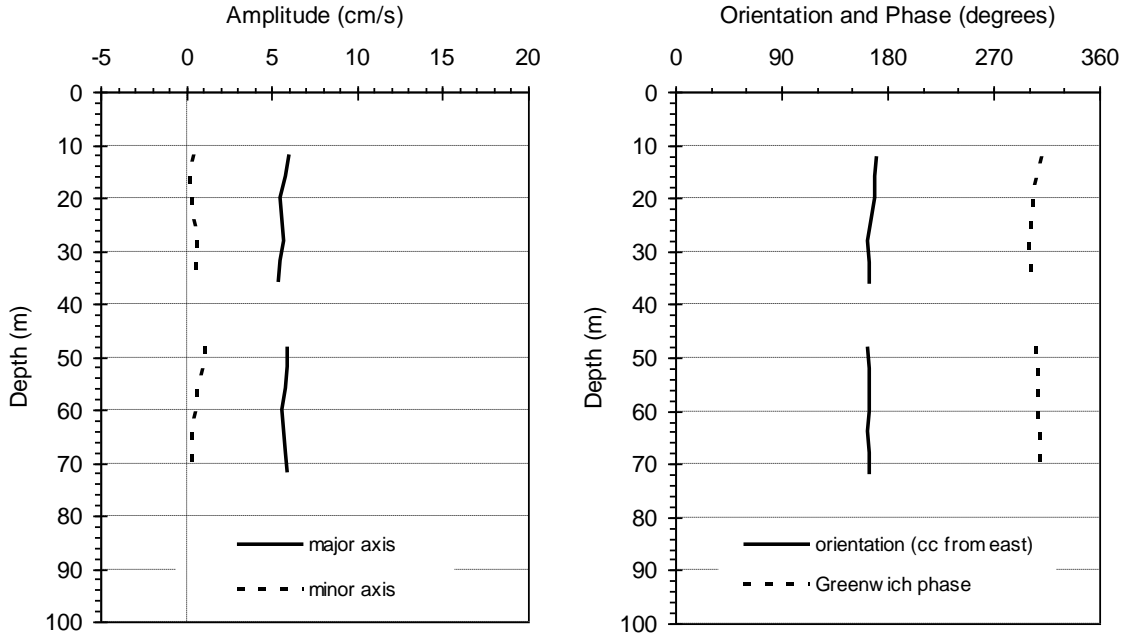 Amplitude (cm/s)
-5 0 5 10 15 20
0
10
20
30
40
50
60
70
80
90
100
Depth (m)
major axis
minor axis
Orientation and Phase (degrees)
0 90 180 270 360
0
10
20
30
40
50
60
70
80
90
100
Depth (m)
orientation (cc from east)
Greenwich phase